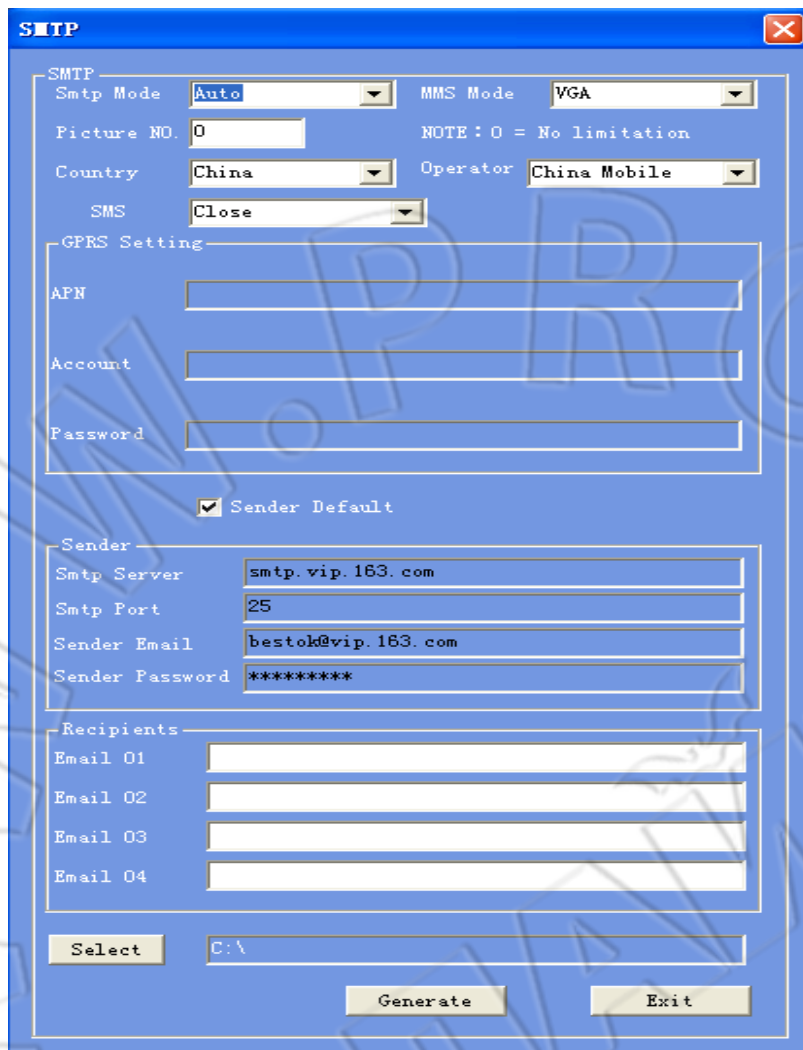 SMTP
SMTP
Smtp Mode Auto MMS Mode VGA
Picture NO. 0 NOTE：0 = No limitation
Country China Operator China Mobile
SMS Close
GPRS Setting
APN
Account
Password
Sender Default
Sender
Smtp Server smtp.vip.163.com
Smtp Port 25
Sender Email bestok@vip.163.com
Sender Password *********
Recipients
Email 01
Email 02
Email 03
Email 04
Select C:\
Generate Exit